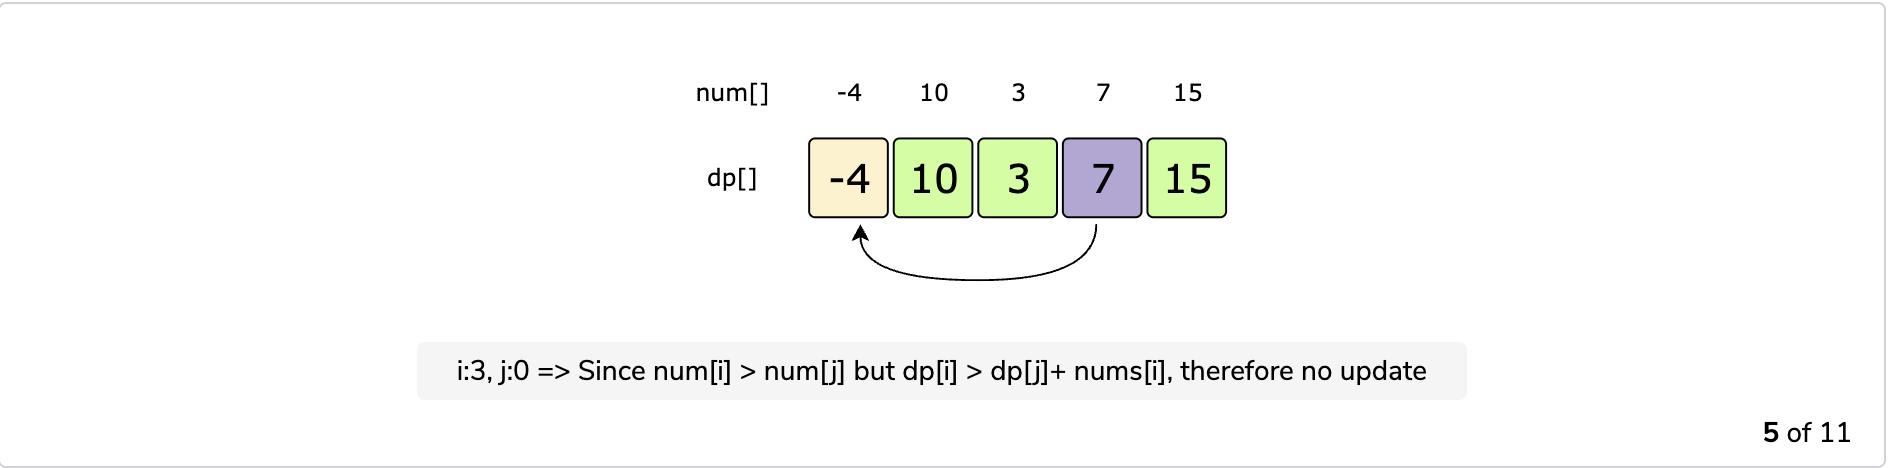 num[] -4 10 3 7 15
dp[] -4 10 3 7 15
i:3, j:0 => Since num[i] > num[j] but dp[i] > dp[j]+ nums[i], therefore no update
5 of 11